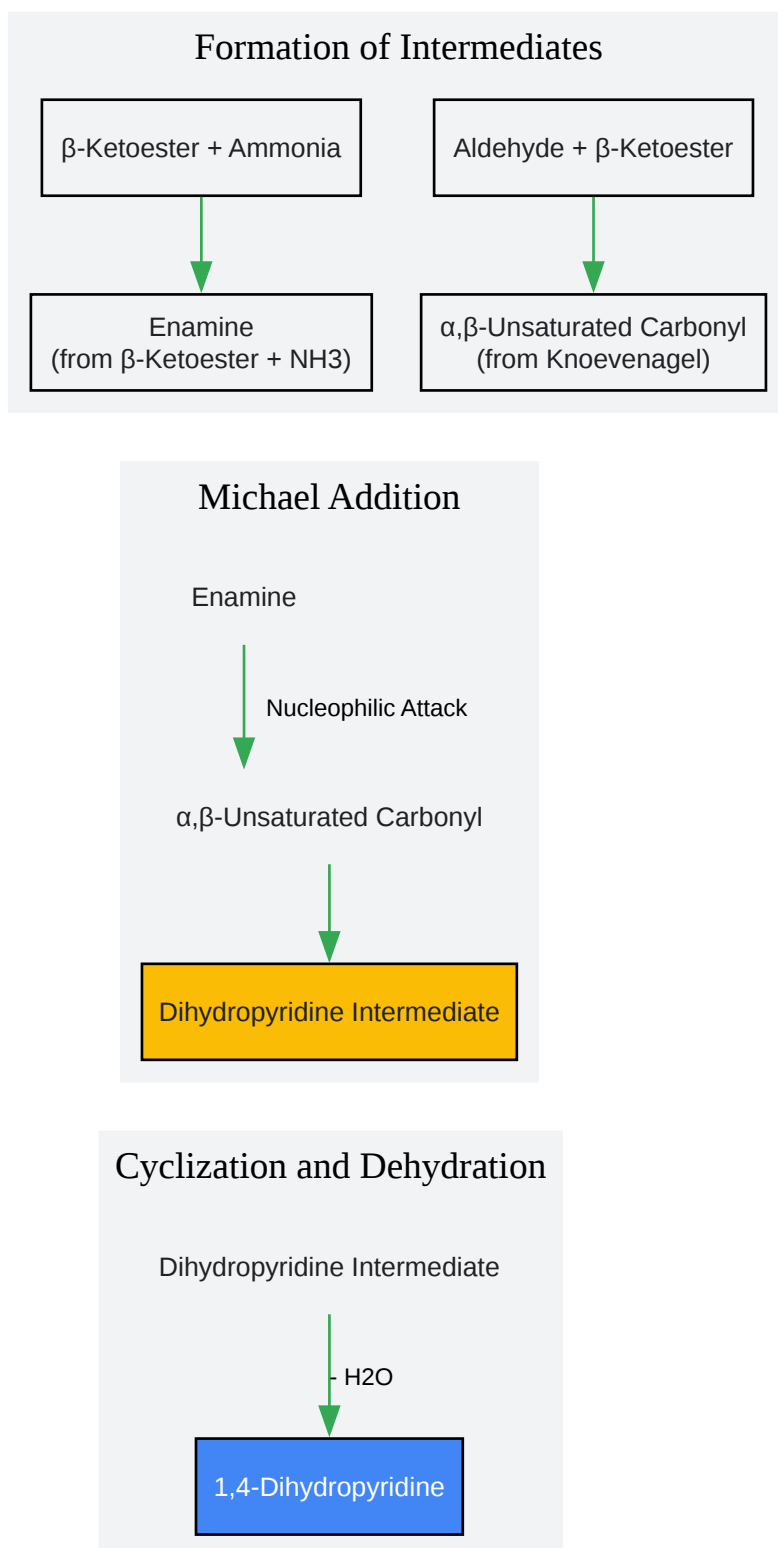 Formation of Intermediates
β-Ketoester + Ammonia
Aldehyde + β-Ketoester
Enamine
(from β-Ketoester + NH3)
α,β-Unsaturated Carbonyl
(from Knoevenagel)
Michael Addition
Enamine
Nucleophilic Attack
α,β-Unsaturated Carbonyl
Dihydropyridine Intermediate
Cyclization and Dehydration
Dihydropyridine Intermediate
- H2O
1,4-Dihydropyridine